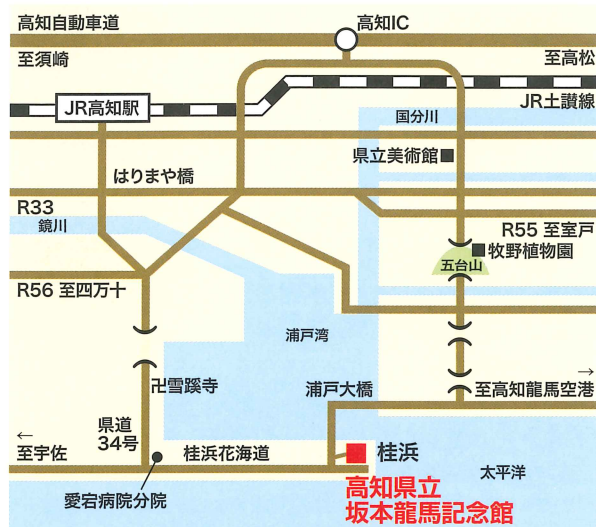 高知自動車道
高知IC
至須崎
至高松
JR高知駅
JR土讃線
国分川
県立美術館
はりまや橋
R33
鏡川
R55 至室戸
牧野植物園
五台山
R56 至四万十
浦戸湾
→
卍雪蹊寺
浦戸大橋
至高知龍馬空港
県道
34号
←
至宇佐
桂浜花海道
桂浜
太平洋
愛宕病院分院
高知県立
坂本龍馬記念館